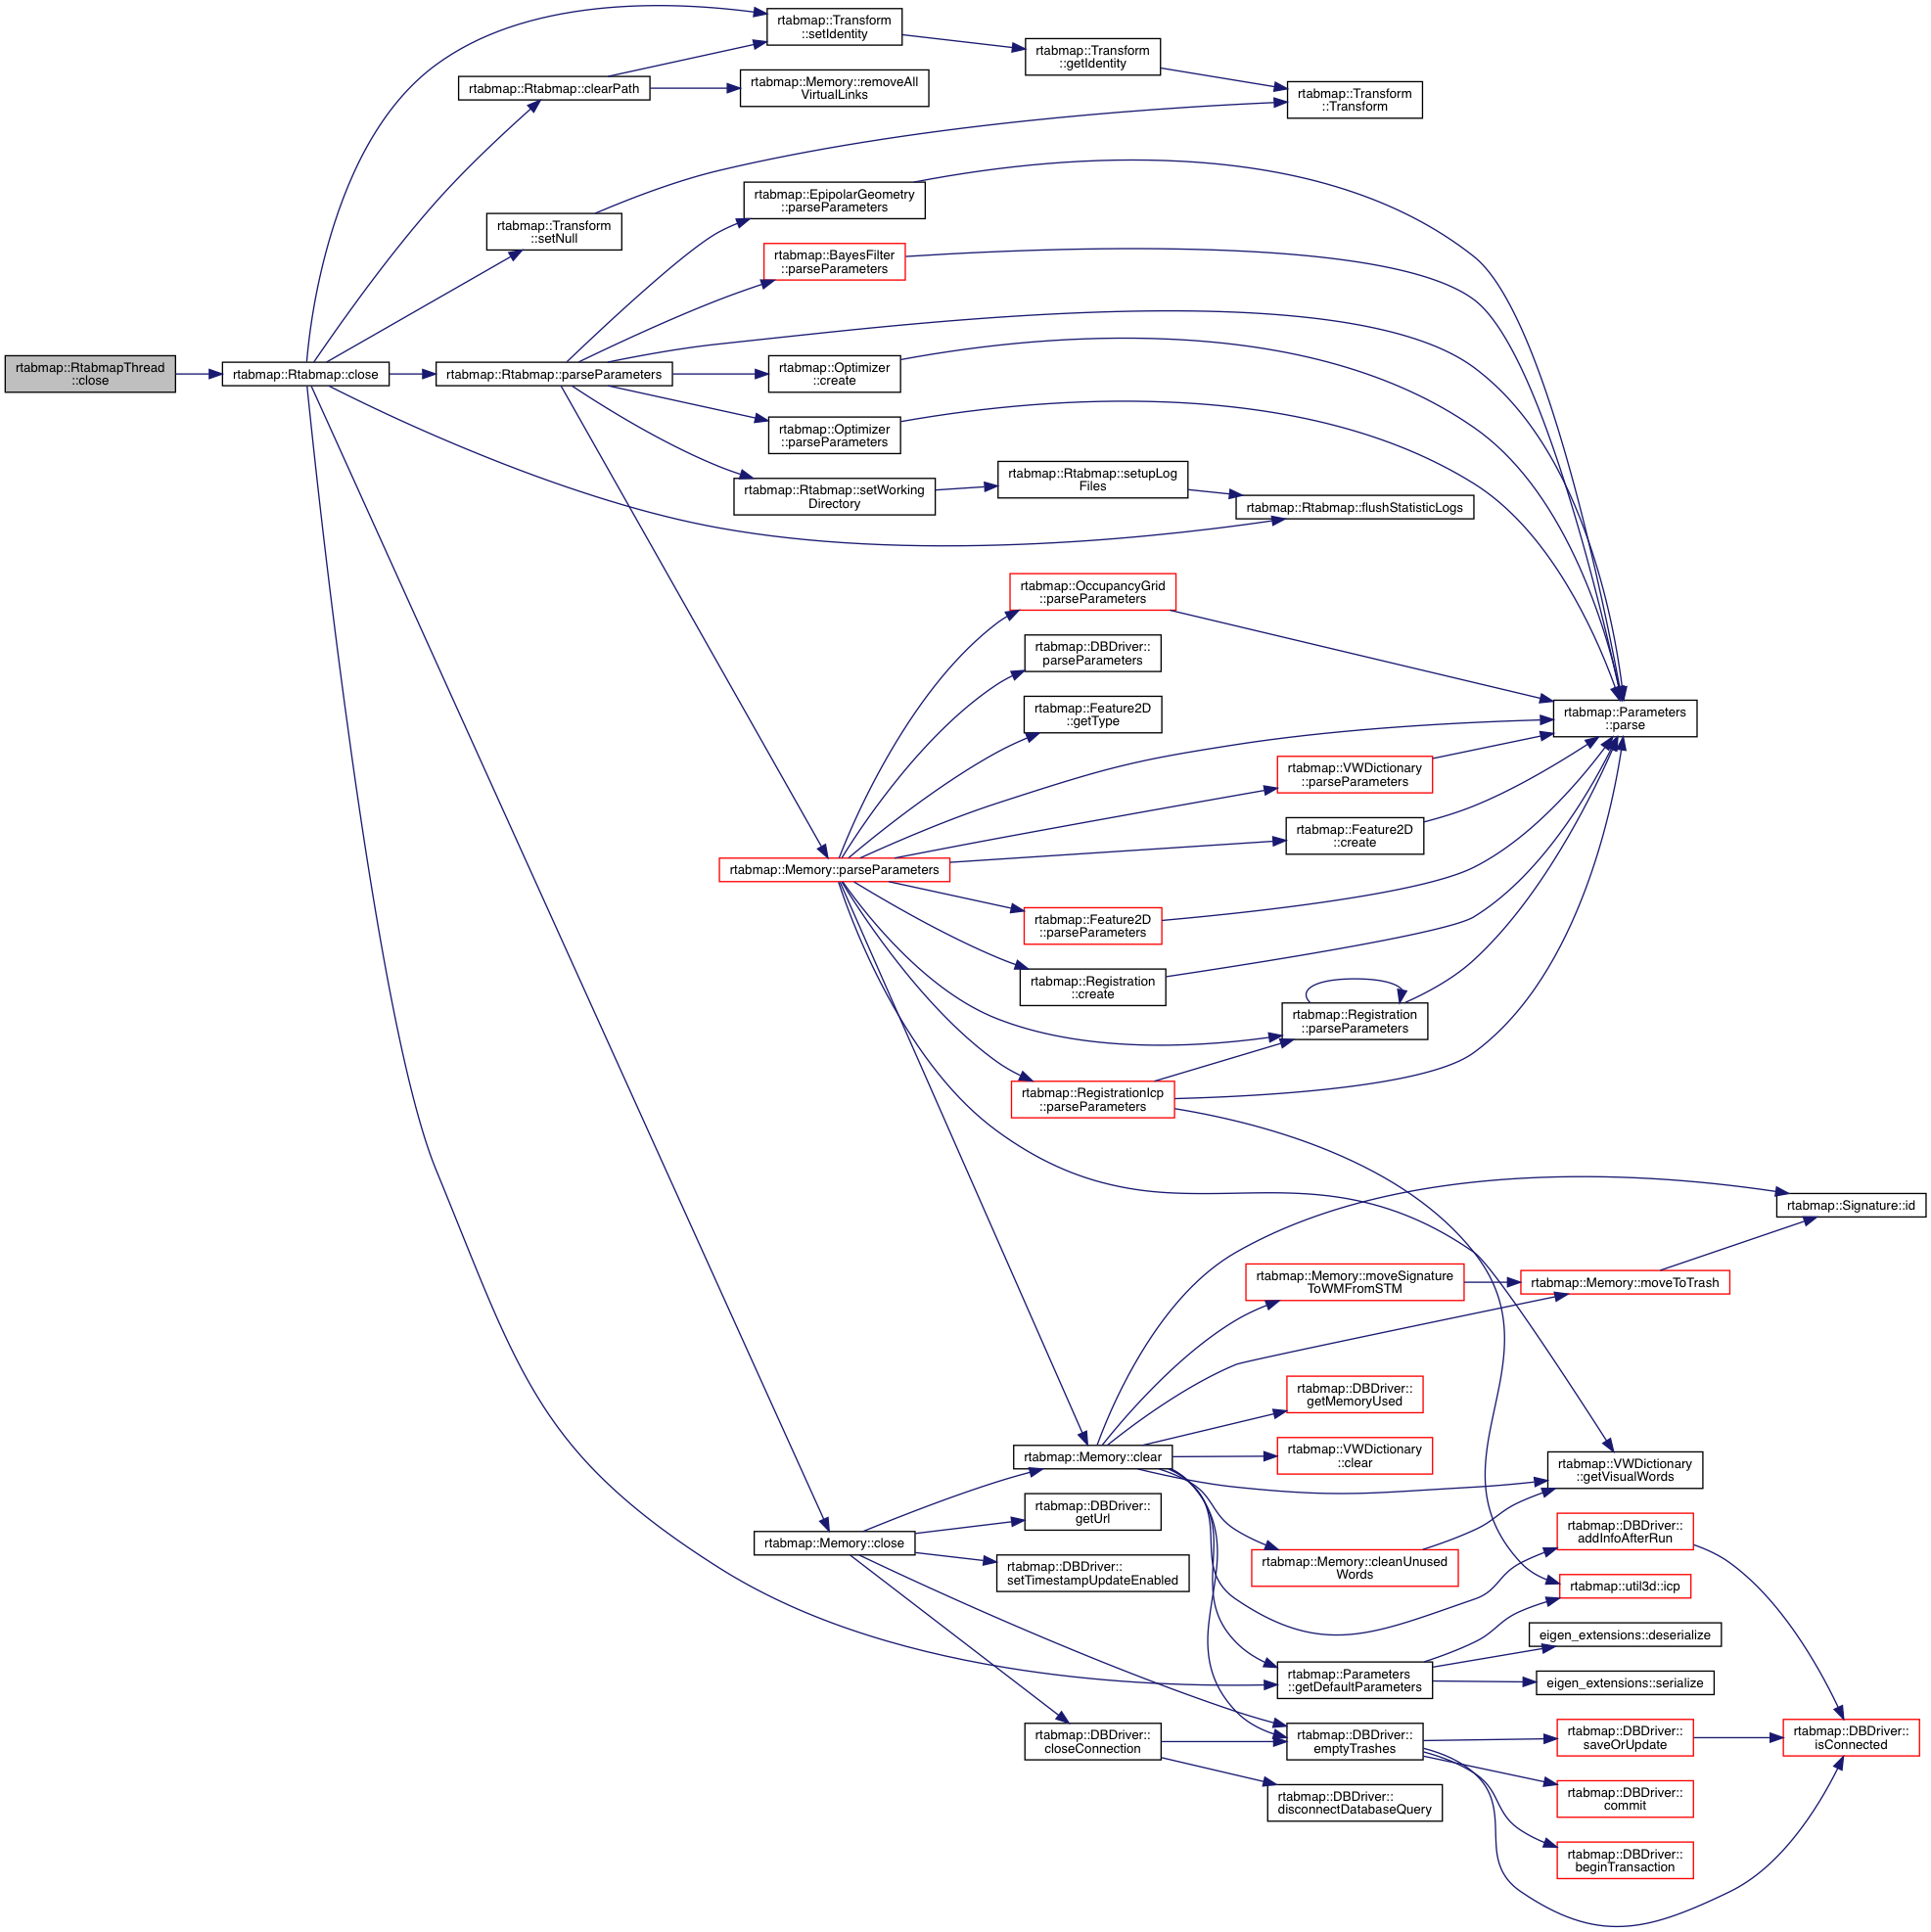 rtabmap::Transform
::setIdentity
rtabmap::Transform
::getIdentity
rtabmap::Rtabmap::clearPath
rtabmap::Memory::removeAll
VirtualLinks
rtabmap::Transform
::Transform
rtabmap::EpipolarGeometry
::parseParameters
rtabmap::Transform
::setNull
rtabmap::BayesFilter
::parseParameters
rtabmap::RtabmapThread
::close
rtabmap::Rtabmap::close
rtabmap::Rtabmap::parseParameters
rtabmap::Optimizer
::create
rtabmap::Optimizer
::parseParameters
rtabmap::Rtabmap::setWorking
Directory
rtabmap::Rtabmap::setupLog
Files
rtabmap::Rtabmap::flushStatisticLogs
rtabmap::OccupancyGrid
::parseParameters
rtabmap::DBDriver::
parseParameters
rtabmap::Feature2D
::getType
rtabmap::Parameters
::parse
rtabmap::VWDictionary
::parseParameters
rtabmap::Feature2D
::create
rtabmap::Memory::parseParameters
rtabmap::Feature2D
::parseParameters
rtabmap::Registration
::create
rtabmap::Registration
::parseParameters
rtabmap::RegistrationIcp
::parseParameters
rtabmap::Signature::id
rtabmap::Memory::moveSignature
ToWMFromSTM
rtabmap::Memory::moveToTrash
rtabmap::DBDriver::
getMemoryUsed
rtabmap::Memory::clear
rtabmap::VWDictionary
::clear
rtabmap::VWDictionary
::getVisualWords
rtabmap::DBDriver::
getUrl
rtabmap::Memory::close
rtabmap::DBDriver::
addInfoAfterRun
rtabmap::DBDriver::
setTimestampUpdateEnabled
rtabmap::Memory::cleanUnused
Words
rtabmap::util3d::icp
eigen_extensions::deserialize
rtabmap::Parameters
::getDefaultParameters
eigen_extensions::serialize
rtabmap::DBDriver::
closeConnection
rtabmap::DBDriver::
emptyTrashes
rtabmap::DBDriver::
saveOrUpdate
rtabmap::DBDriver::
isConnected
rtabmap::DBDriver::
disconnectDatabaseQuery
rtabmap::DBDriver::
commit
rtabmap::DBDriver::
beginTransaction